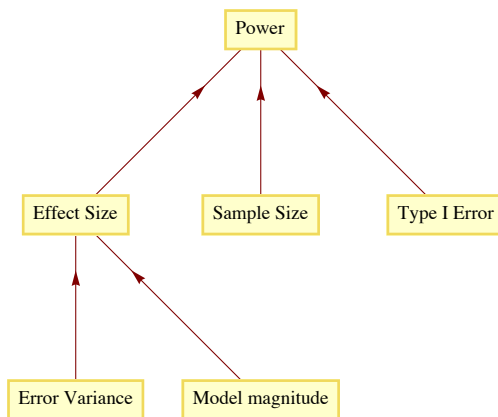 Power
Effect Size
Sample Size
Type I Error
Error Variance
Model magnitude